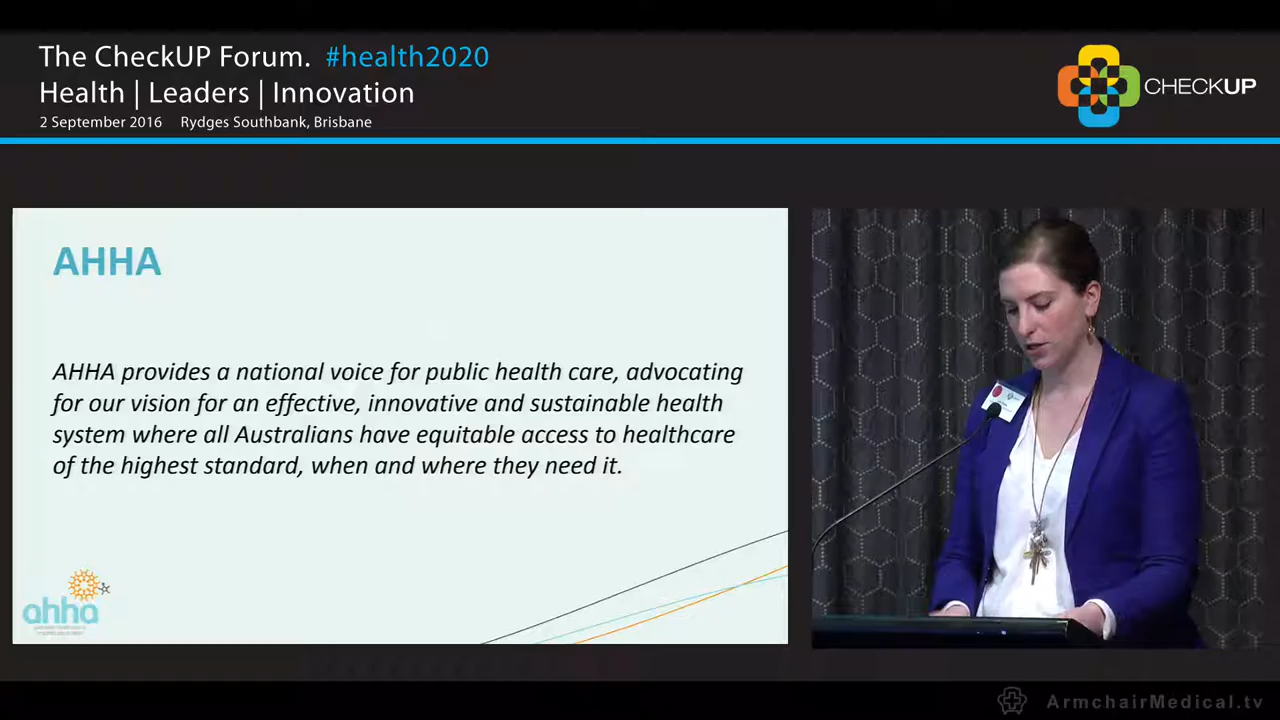 The CheckUP Forum. #health2020
Health | Leaders | Innovation
2 September 2016 Rydges Southbank, Brisbane
CHECKUP
AHHA
AHHA provides a national voice for public health care, advocating
for our vision for an effective, innovative and sustainable health
system where all Australians have equitable access to healthcare
of the highest standard, when and where they need it.
ahha
ArmchairMedical.tv